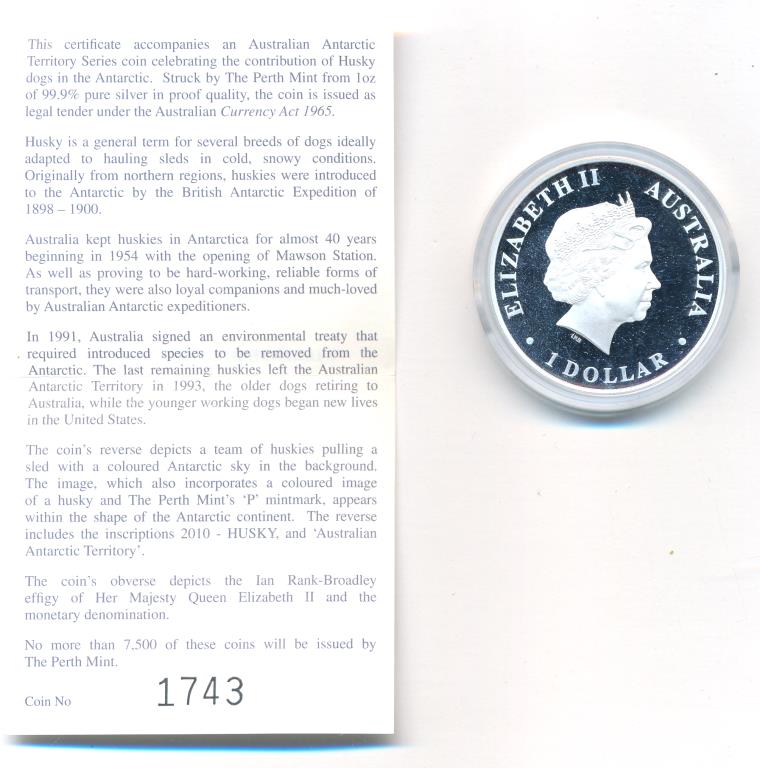 This certificate accompanies an Australian Antarctic
Territory Series coin celebrating the contribution of Husky
dogs in the Antarctic. Struck by The Perth Mint from 1oz
of 99.9% pure silver in proof quality, the coin is issued as
legal tender under the Australian Currency Act 1965.
Husky is a general term for several breeds of dogs ideally
adapted to hauling sleds in cold, snowy conditions.
Originally from northern regions, huskies were introduced
to the Antarctic by the British Antarctic Expedition of
1898 – 1900.
Australia kept huskies in Antarctica for almost 40 years
beginning in 1954 with the opening of Mawson Station.
As well as proving to be hard-working, reliable forms of
transport, they were also loyal companions and much-loved
by Australian Antarctic expeditioners.
In 1991, Australia signed an environmental treaty that
required introduced species to be removed from the
Antarctic. The last remaining huskies left the Australian
Antarctic Territory in 1993, the older dogs retiring to
Australia, while the younger working dogs began new lives
in the United States.
The coin's reverse depicts a team of huskies pulling a
sled with a coloured Antarctic sky in the background.
The image, which also incorporates a coloured image
of a husky and The Perth Mint's 'P' mintmark, appears
within the shape of the Antarctic continent. The reverse
includes the inscriptions 2010 - HUSKY, and 'Australian
Antarctic Territory'.
The coin's obverse depicts the Ian Rank-Broadley
effigy of Her Majesty Queen Elizabeth II and the
monetary denomination.
No more than 7,500 of these coins will be issued by
The Perth Mint.
Coin No 1743
ELIZABETH II
AUSTRALIA
• 1 DOLLAR •
IRB